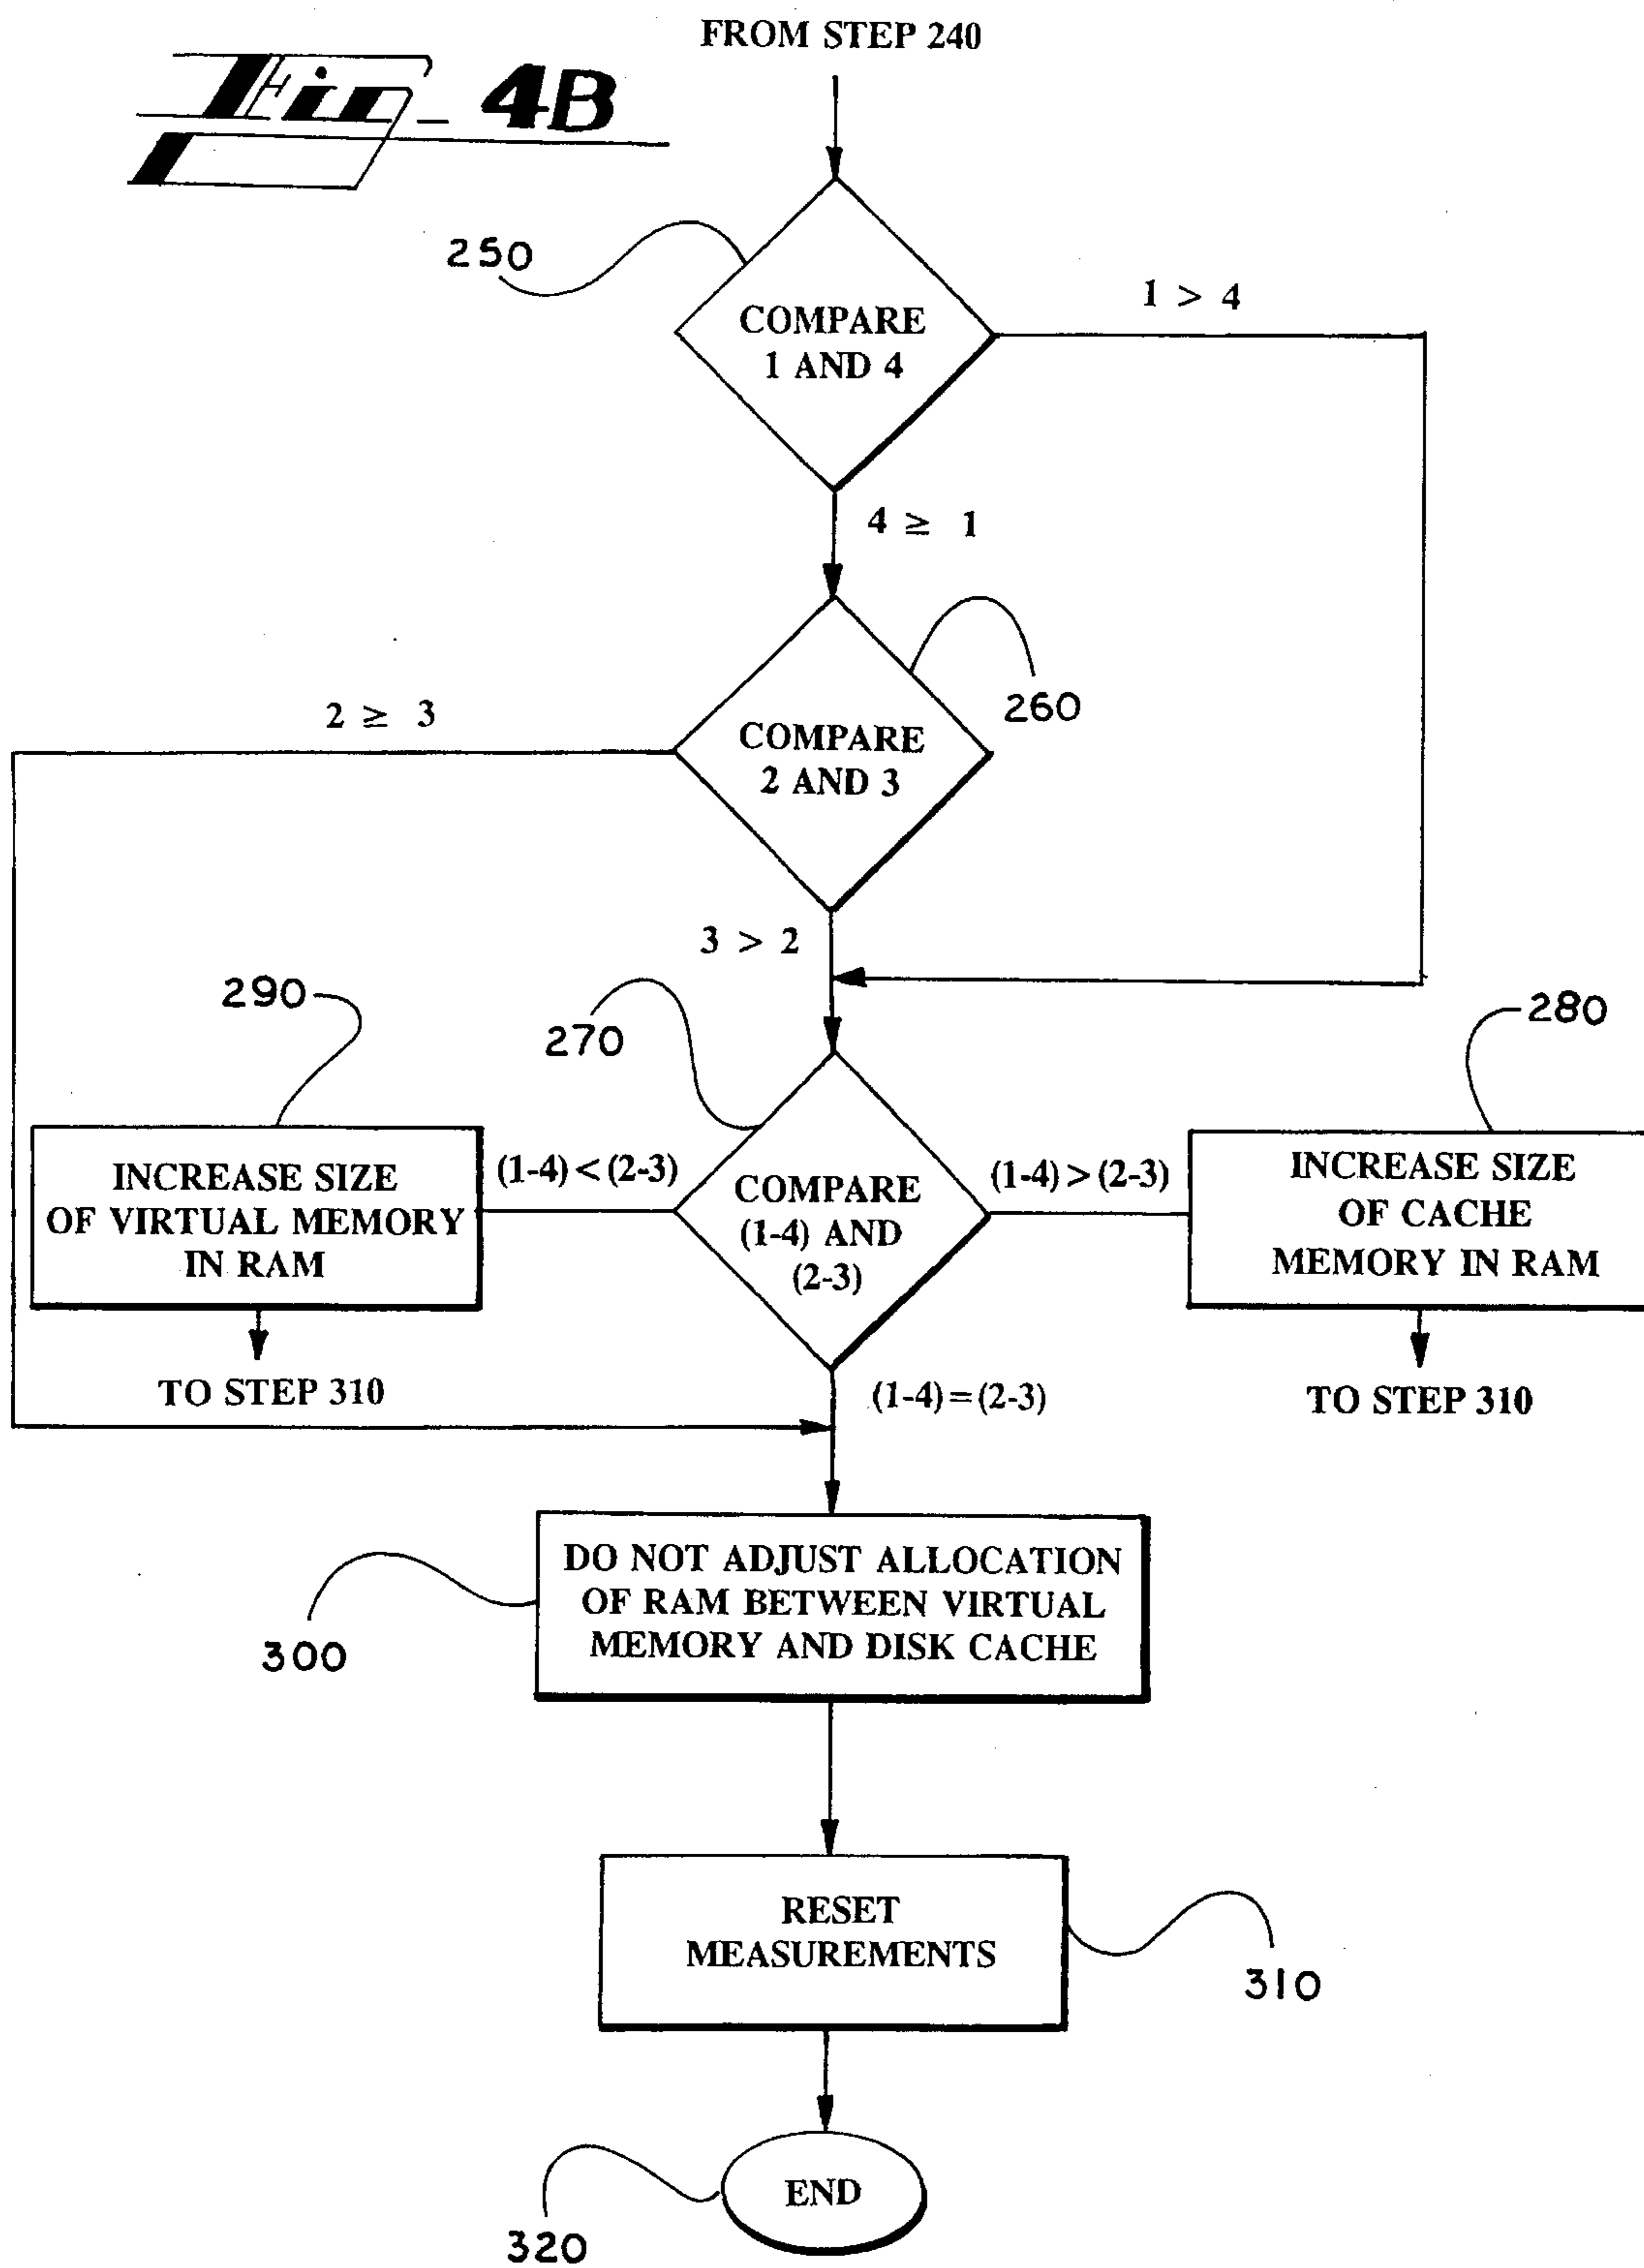 Fig_ 4B
FROM STEP 240
250
COMPARE
1 AND 4
1 > 4
4 ≥ 1
260
2 ≥ 3
COMPARE
2 AND 3
3 > 2
290
270
280
INCREASE SIZE
OF VIRTUAL MEMORY
IN RAM
(1-4) < (2-3)
COMPARE
(1-4) AND
(2-3)
(1-4) > (2-3)
INCREASE SIZE
OF CACHE
MEMORY IN RAM
TO STEP 310
(1-4) = (2-3)
TO STEP 310
DO NOT ADJUST ALLOCATION
OF RAM BETWEEN VIRTUAL
MEMORY AND DISK CACHE
300
RESET
MEASUREMENTS
310
END
320